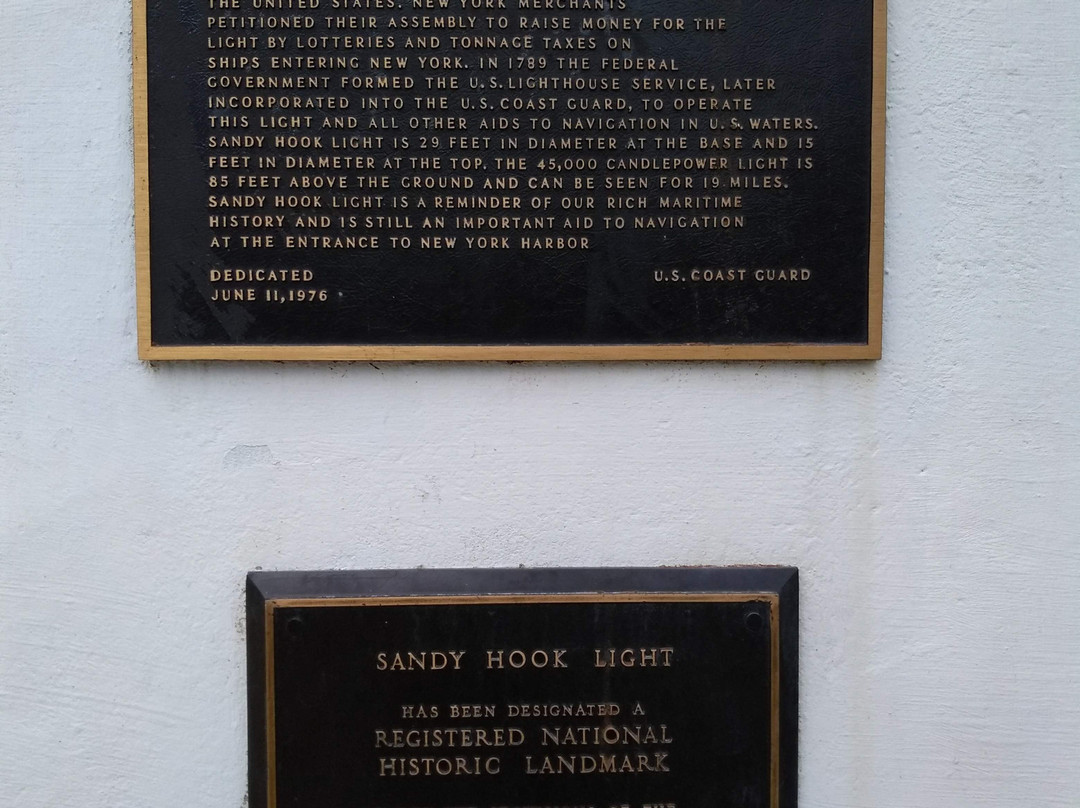 THE UNITED STATES. NEW YORK MERCHANTS
PETITIONED THEIR ASSEMBLY TO RAISE MONEY FOR THE
LIGHT BY LOTTERIES AND TONNAGE TAXES ON
SHIPS ENTERING NEW YORK. IN 1789 THE FEDERAL
GOVERNMENT FORMED THE U.S. LIGHTHOUSE SERVICE, LATER
INCORPORATED INTO THE U.S. COAST GUARD, TO OPERATE
THIS LIGHT AND ALL OTHER AIDS TO NAVIGATION IN U.S. WATERS.
SANDY HOOK LIGHT IS 29 FEET IN DIAMETER AT THE BASE AND 15
FEET IN DIAMETER AT THE TOP. THE 45,000 CANDLEPOWER LIGHT IS
85 FEET ABOVE THE GROUND AND CAN BE SEEN FOR 19 MILES.
SANDY HOOK LIGHT IS A REMINDER OF OUR RICH MARITIME
HISTORY AND IS STILL AN IMPORTANT AID TO NAVIGATION
AT THE ENTRANCE TO NEW YORK HARBOR
DEDICATED
JUNE 11, 1976
U.S. COAST GUARD
SANDY HOOK LIGHT
HAS BEEN DESIGNATED A
REGISTERED NATIONAL
HISTORIC LANDMARK